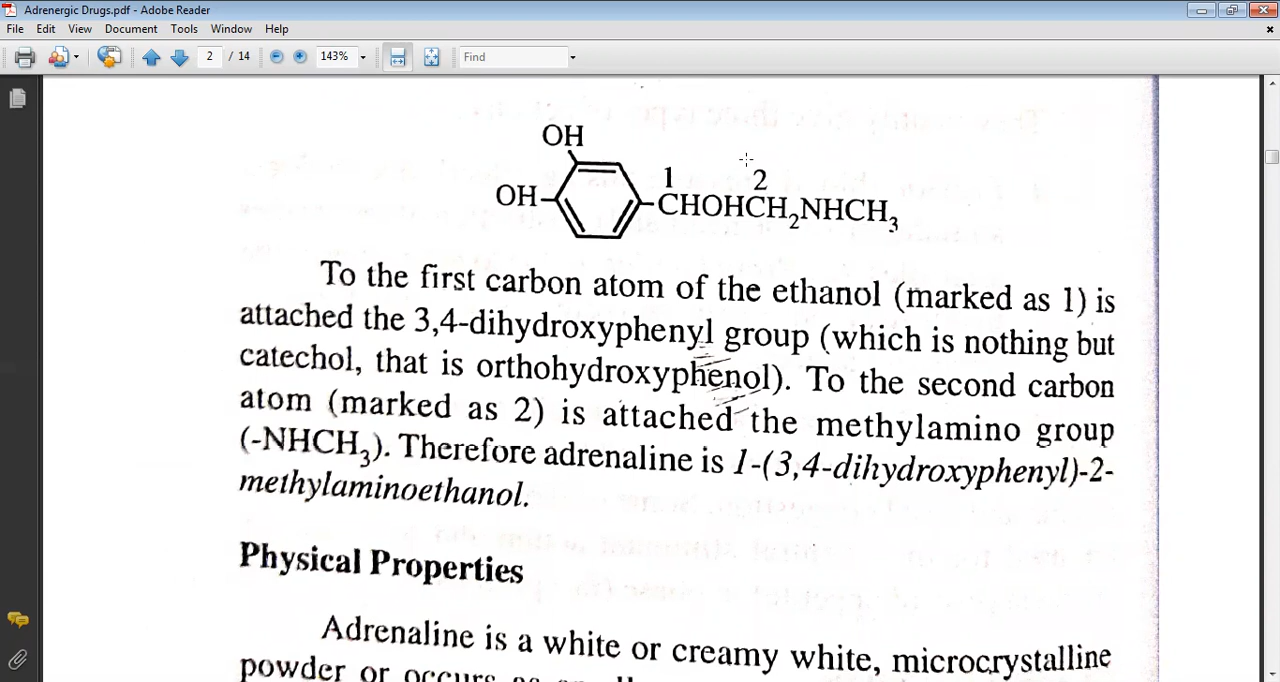 Adrenergic Drugs.pdf - Adobe Reader
File Edit View Document Tools Window Help
2 / 14 143% Find
OH
1 2
OH CHOHCH₂NHCH₃
To the first carbon atom of the ethanol (marked as 1) is
attached the 3,4-dihydroxyphenyl group (which is nothing but
catechol, that is orthohydroxyphenol). To the second carbon
atom (marked as 2) is attached the methylamino group
(-NHCH₃). Therefore adrenaline is 1-(3,4-dihydroxyphenyl)-2-
methylaminoethanol.
Physical Properties
Adrenaline is a white or creamy white, microcrystalline
powder or occurs as